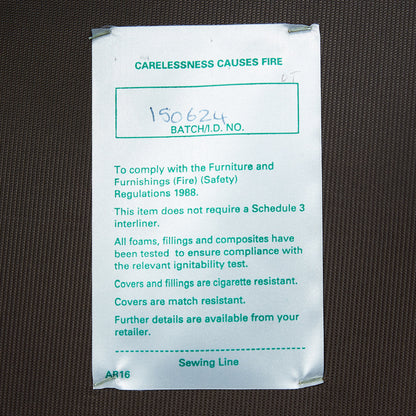 CARELESSNESS CAUSES FIRE
150624
BATCH/I.D. NO.
To comply with the Furniture and
Furnishings (Fire) (Safety)
Regulations 1988.
This item does not require a Schedule 3
interliner.
All foams, fillings and composites have
been tested to ensure compliance with
the relevant ignitability test.
Covers and fillings are cigarette resistant.
Covers are match resistant.
Further details are available from your
retailer.
Sewing Line
AR16